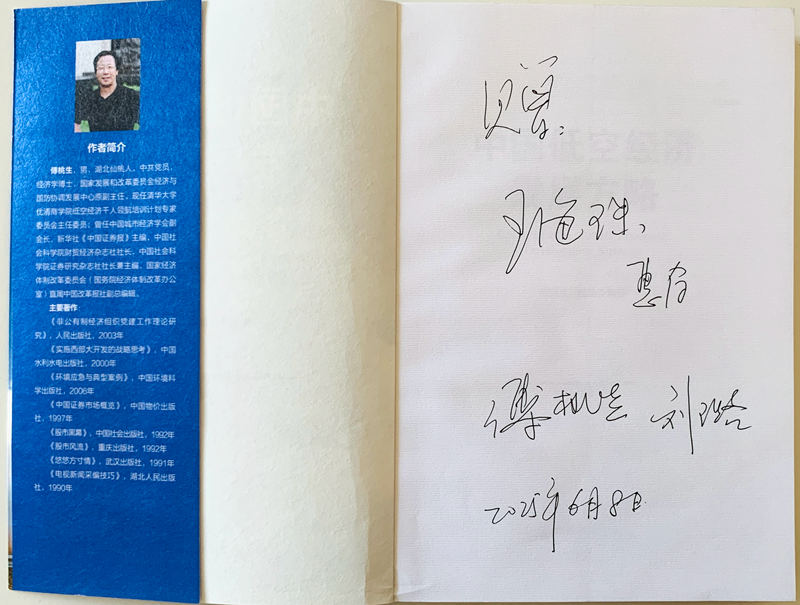 作者简介
傅桃生，男，湖北仙桃人，中共党员，
经济学博士，国家发展和改革委员会经济与
国防协调发展中心原副主任，现任清华大学
优清商学院低空经济千人领航培训计划专家
委员会主任委员；曾任中国城市经济学会副
会长，新华社《中国证券报》主编，中国社
会科学院财贸经济杂志社社长，中国社会科
学院证券研究杂志社社长兼主编，国家经济
体制改革委员会（国务院经济体制改革办公
室）直属中国改革报社副总编辑。
主要著作：
《非公有制经济组织党建工作理论研
究》，人民出版社，2003年
《实施西部大开发的战略思考》，中国
水利水电出版社，2000年
《环境应急与典型案例》，中国环境科
学出版社，2006年
《中国证券市场概览》，中国物价出版
社，1997年
《股市黑幕》，中国社会出版社，1992年
《股市风流》，重庆出版社，1992年
《悠悠方寸情》，武汉出版社，1991年
《电视新闻采编技巧》，湖北人民出版
社，1990年
赠：
惠存
傅桃生 刘璐
2025年6月8日